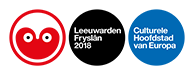 Leeuwarden
Fryslân
2018
Culturele
Hoofdstad
van Europa